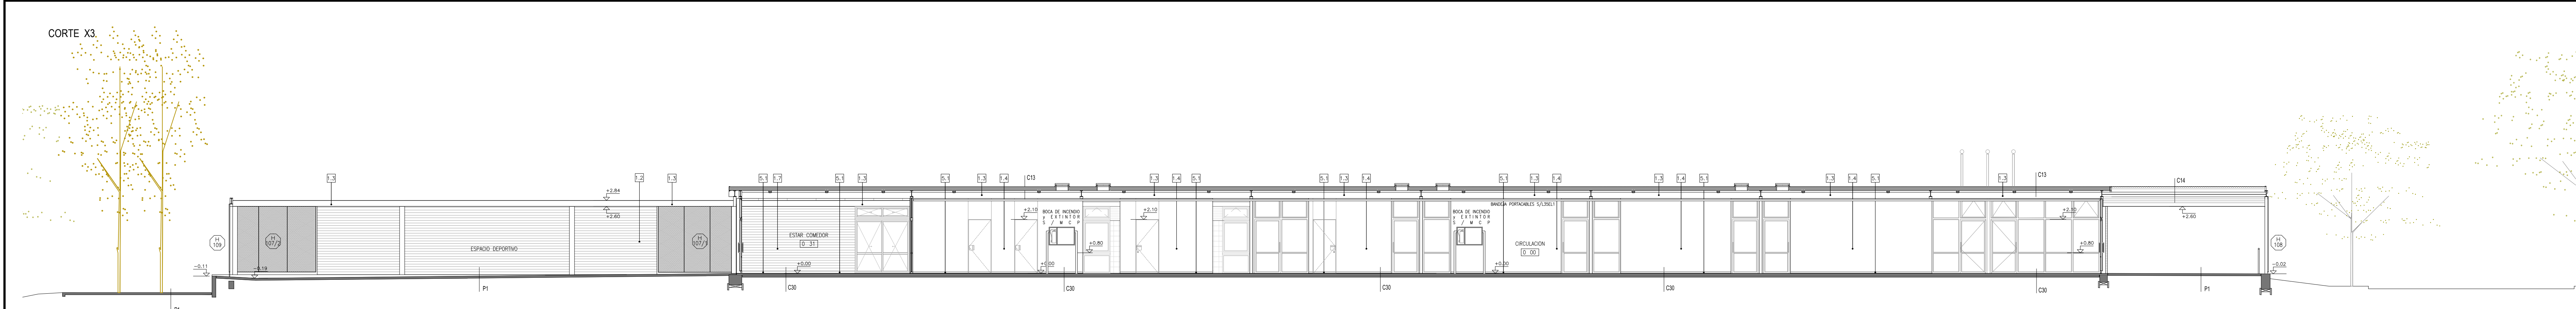 CORTE X3
1.3
1.2
1.3
5.1
1.7
5.1
1.3
5.1
1.3
1.4
C13
1.3
1.4
5.1
5.1
1.3
1.4
5.1
1.3
1.4
1.3
1.4
5.1
1.3
1.4
5.1
1.3
C13
C14
+2.84
+2.60
+2.10
BOCA DE INCENDIO
y EXTINTOR
S / M C P
+2.10
BANDEJA PORTACABLES S/L35EL1
BOCA DE INCENDIO
y EXTINTOR
S / M C P
+2.10
+2.60
H
109
H
107/2
ESPACIO DEPORTIVO
H
107/1
ESTAR COMEDOR
0 31
+0.80
CIRCULACIÓN
0 00
+0.80
H
108
-0.11
-0.19
+0.00
+0.00
+0.00
-0.02
P1
C30
C30
C30
C30
C30
P1